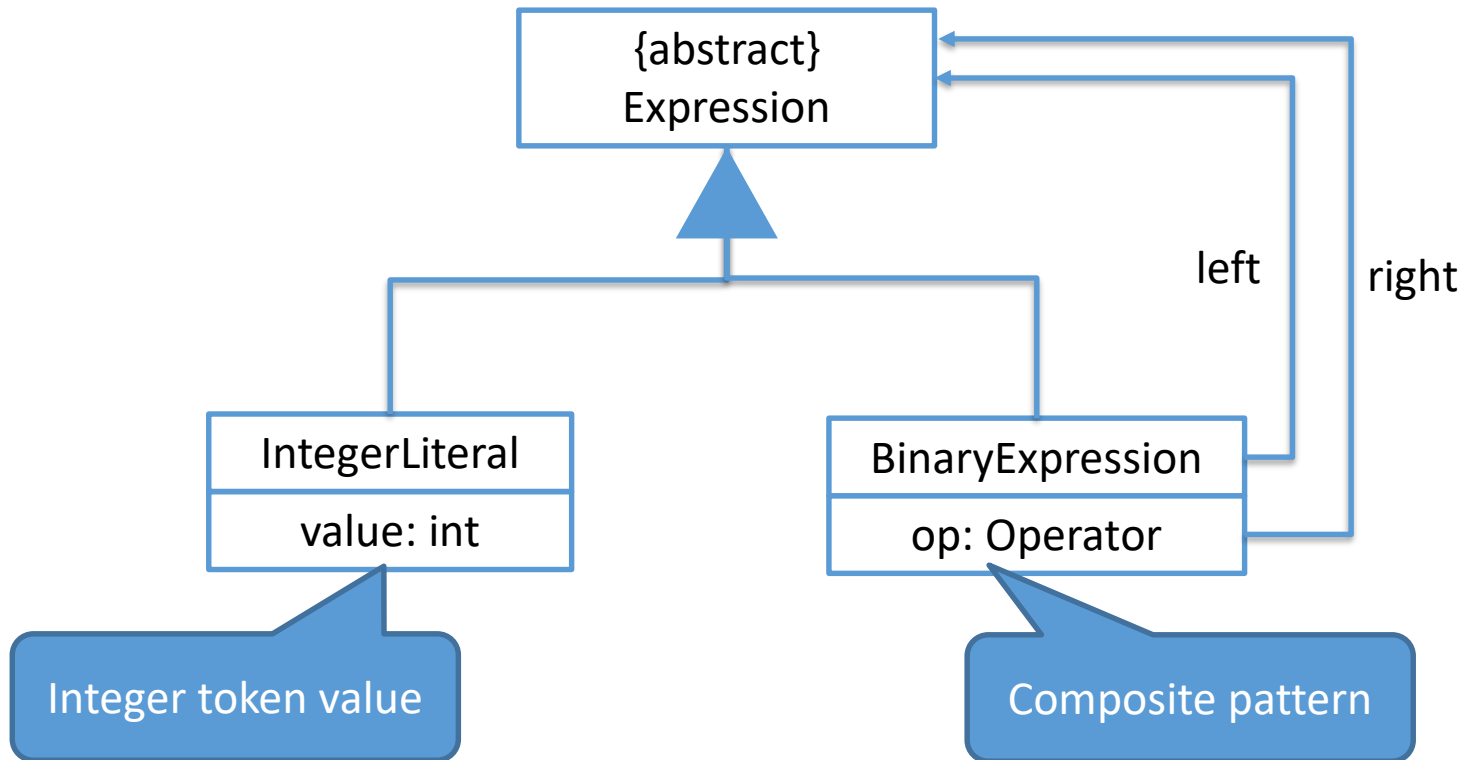 {abstract}
Expression
left
right
IntegerLiteral
value: int
BinaryExpression
op: Operator
Integer token value
Composite pattern